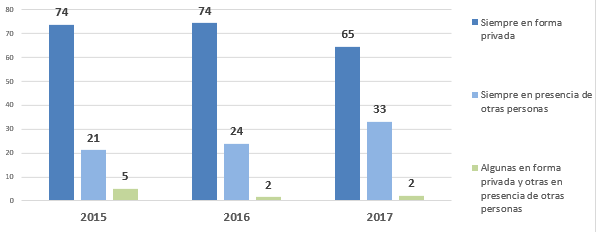 80
70
60
50
40
30
20
10
0
74
21
5
74
24
2
65
33
2
2015
2016
2017
Siempre en forma
privada
Siempre en presencia de
otras personas
Algunas en forma
privada y otras en
presencia de otras
personas